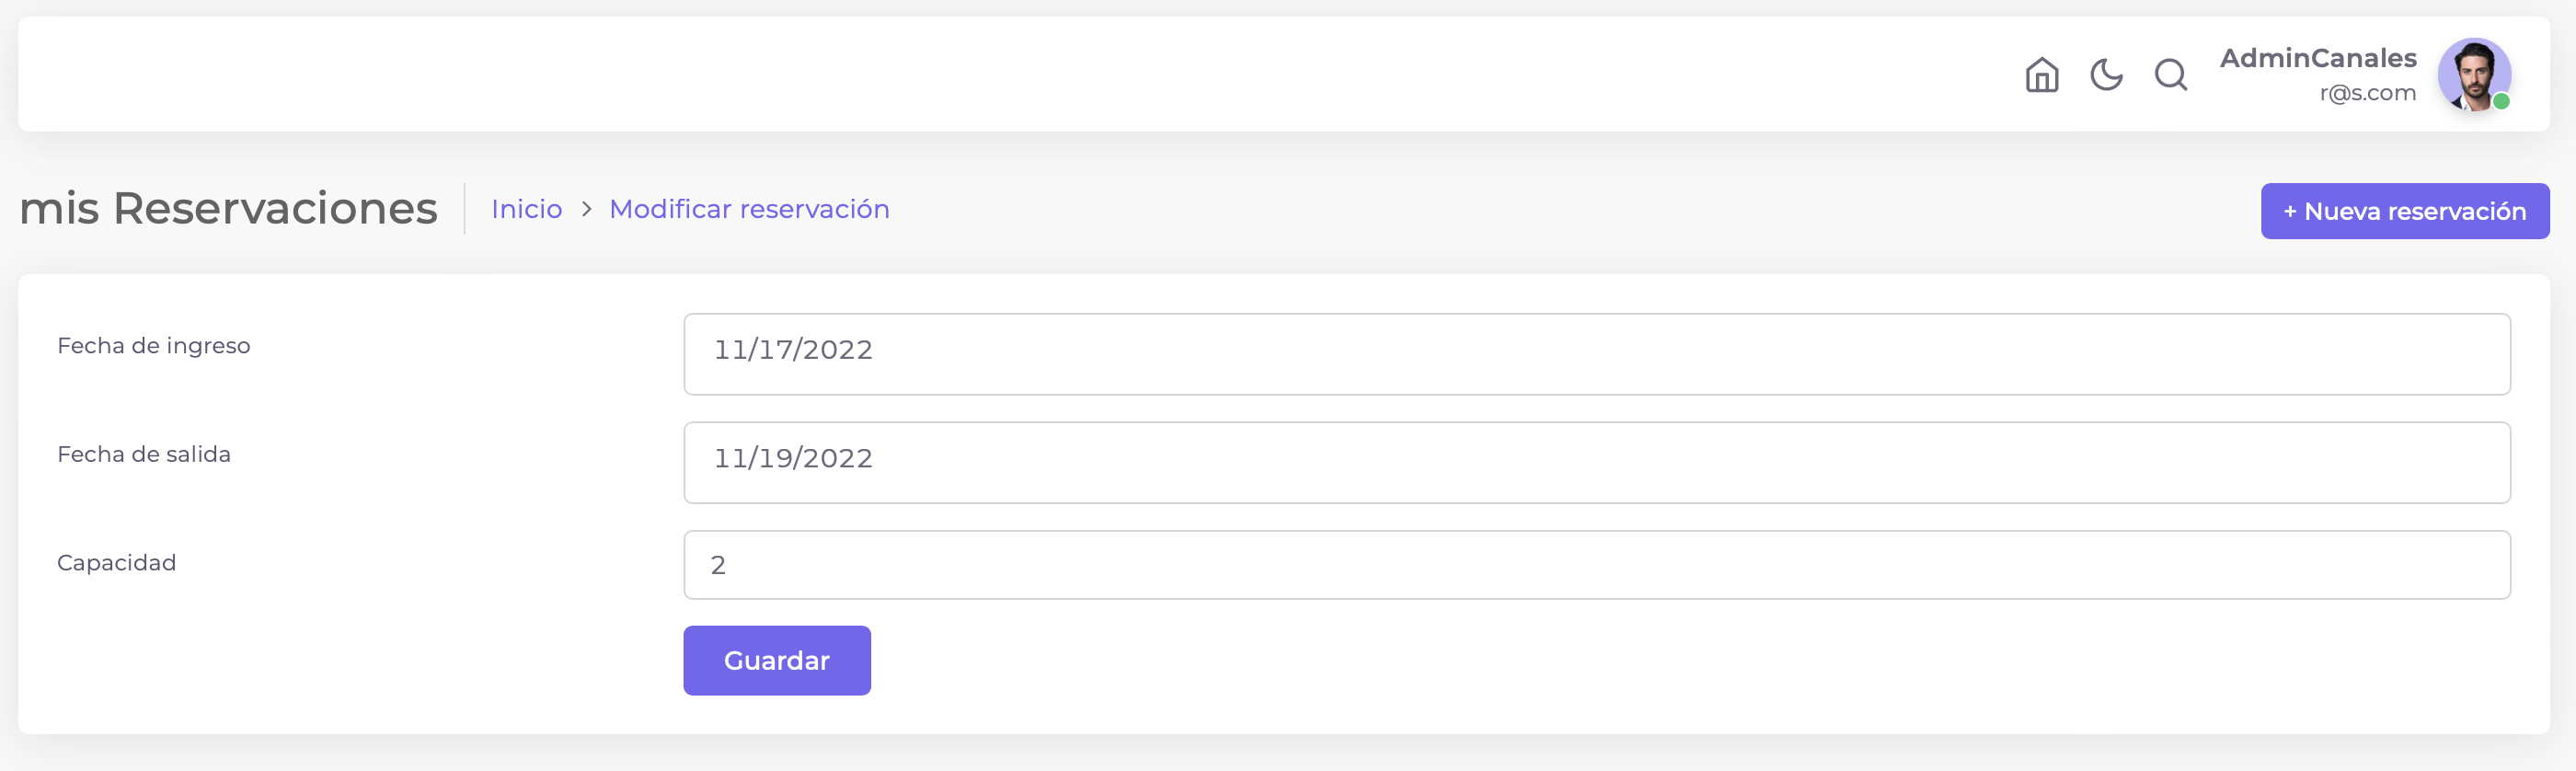 AdminCanales
r@s.com
mis Reservaciones Inicio > Modificar reservación + Nueva reservación
Fecha de ingreso 11/17/2022
Fecha de salida 11/19/2022
Capacidad 2
Guardar